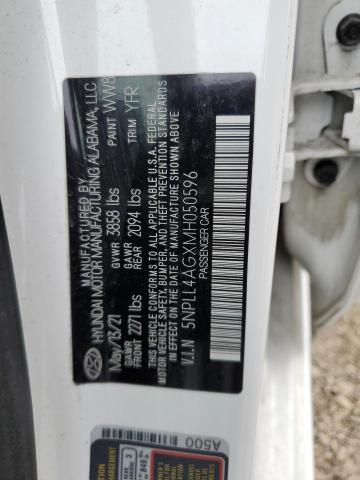 MANUFACTURED BY
HYUNDAI MOTOR MANUFACTURING ALABAMA, LLC
May/13/21 GVWR 3858 lbs PAINT WW8
GAWR FRONT 2271 lbs GAWR REAR 2094 lbs TRIM YFR
THIS VEHICLE CONFORMS TO ALL APPLICABLE U.S.A. FEDERAL
MOTOR VEHICLE SAFETY, BUMPER, AND THEFT PREVENTION
STANDARDS IN EFFECT ON THE DATE OF MANUFACTURE SHOWN ABOVE.
V.I.N 5NPLL4AGXMH050596
PASSENGER CAR
A500